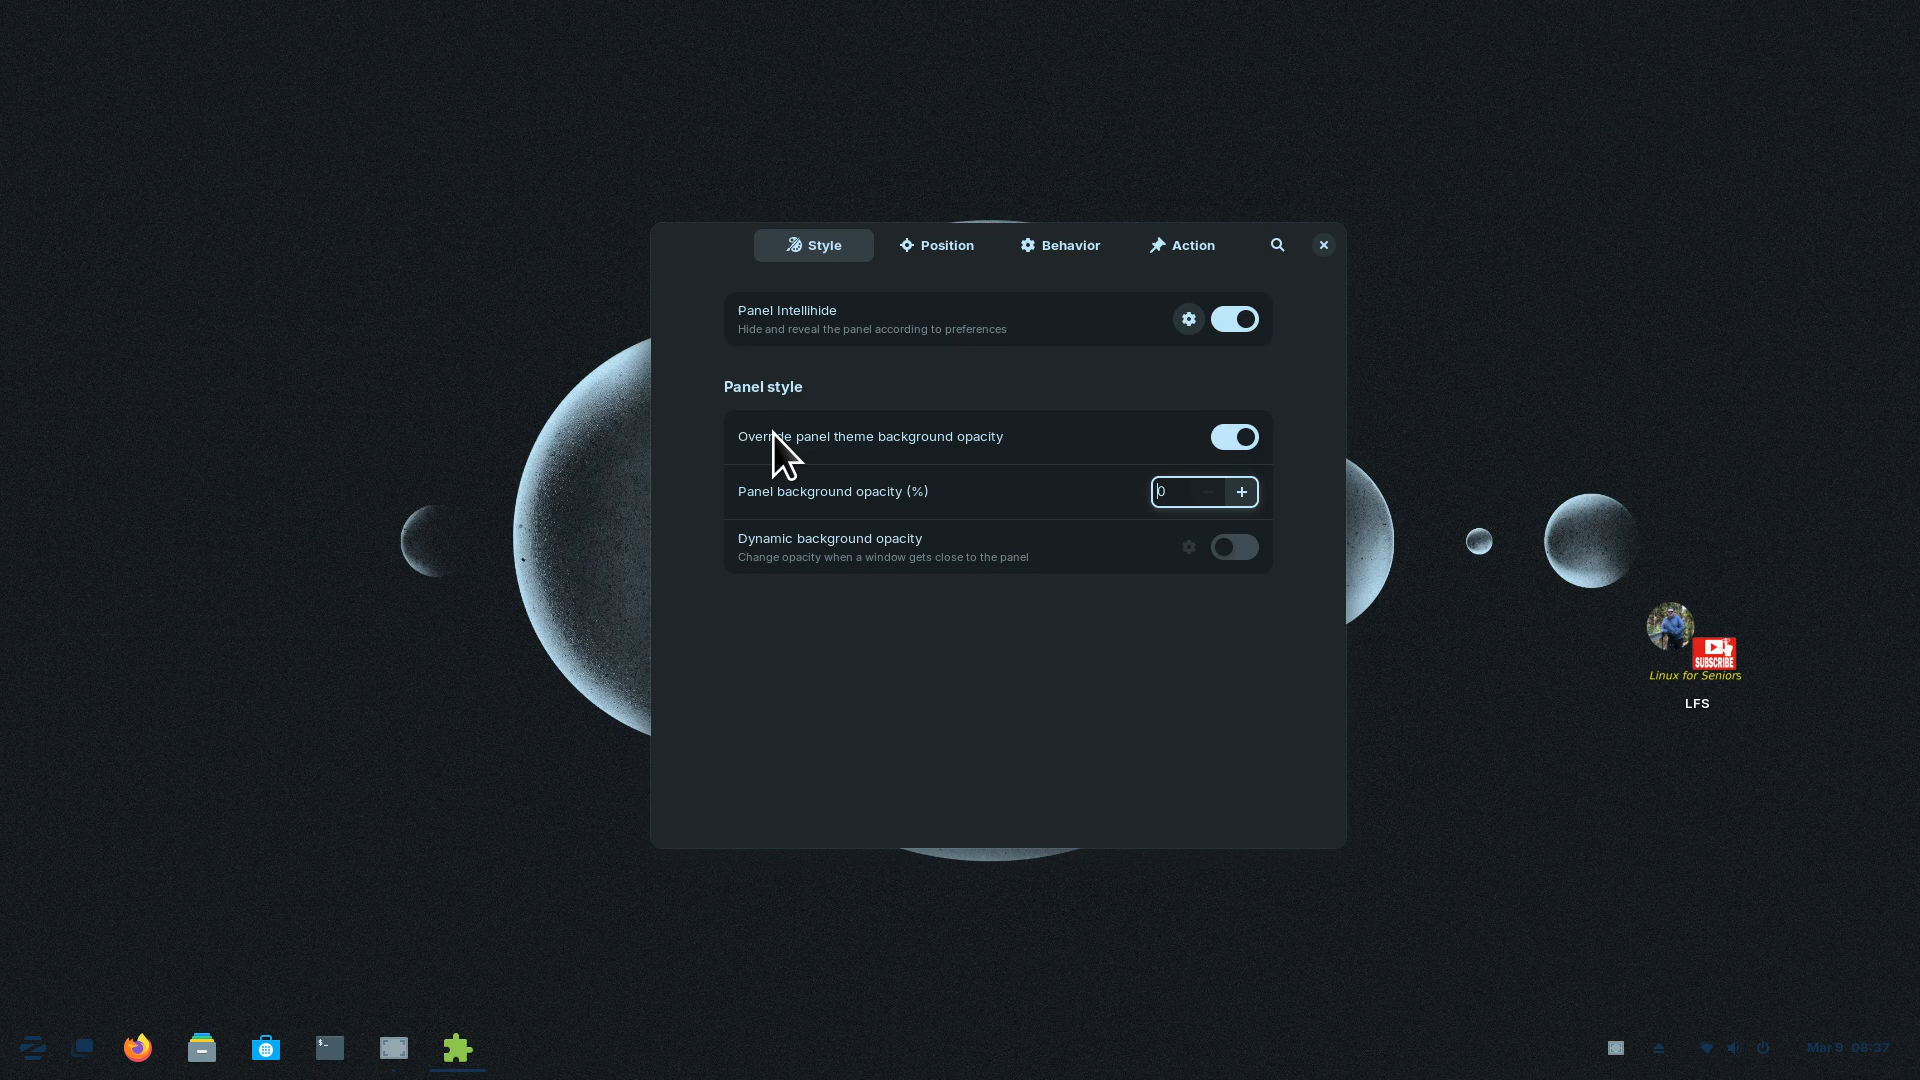 Style
Position
Behavior
Action
Panel Intellihide
Hide and reveal the panel according to preferences
Panel style
Override panel theme background opacity
Panel background opacity (%)
0
Dynamic background opacity
Change opacity when a window gets close to the panel
SUBSCRIBE
Linux for Seniors
LFS
$_
Mar 9 08:37